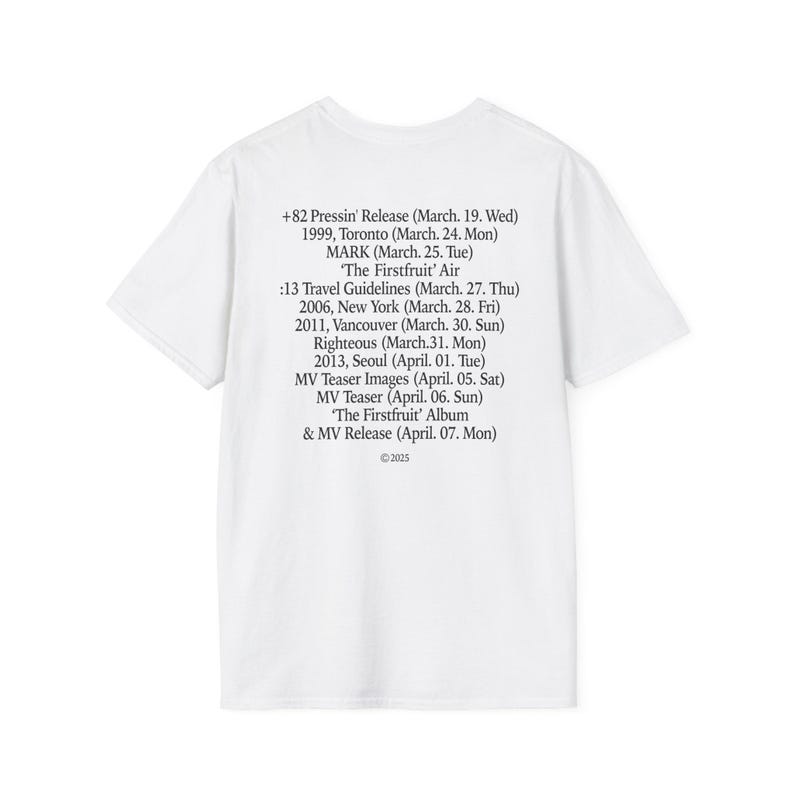 +82 Pressin' Release (March. 19. Wed)
1999, Toronto (March. 24. Mon)
MARK (March. 25. Tue)
‘The Firstfruit’ Air
:13 Travel Guidelines (March. 27. Thu)
2006, New York (March. 28. Fri)
2011, Vancouver (March. 30. Sun)
Righteous (March.31. Mon)
2013, Seoul (April. 01. Tue)
MV Teaser Images (April. 05. Sat)
MV Teaser (April. 06. Sun)
‘The Firstfruit’ Album
& MV Release (April. 07. Mon)
©2025